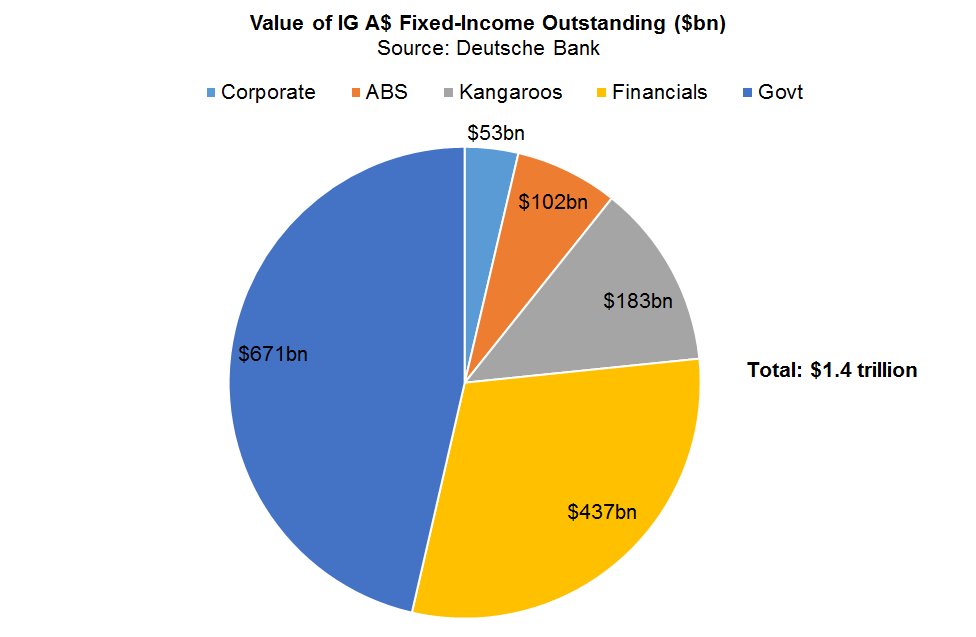 Value of IG A$ Fixed-Income Outstanding ($bn)
Source: Deutsche Bank
Corporate ABS Kangaroos Financials Govt
$53bn
$102bn
$183bn
$671bn
Total: $1.4 trillion
$437bn